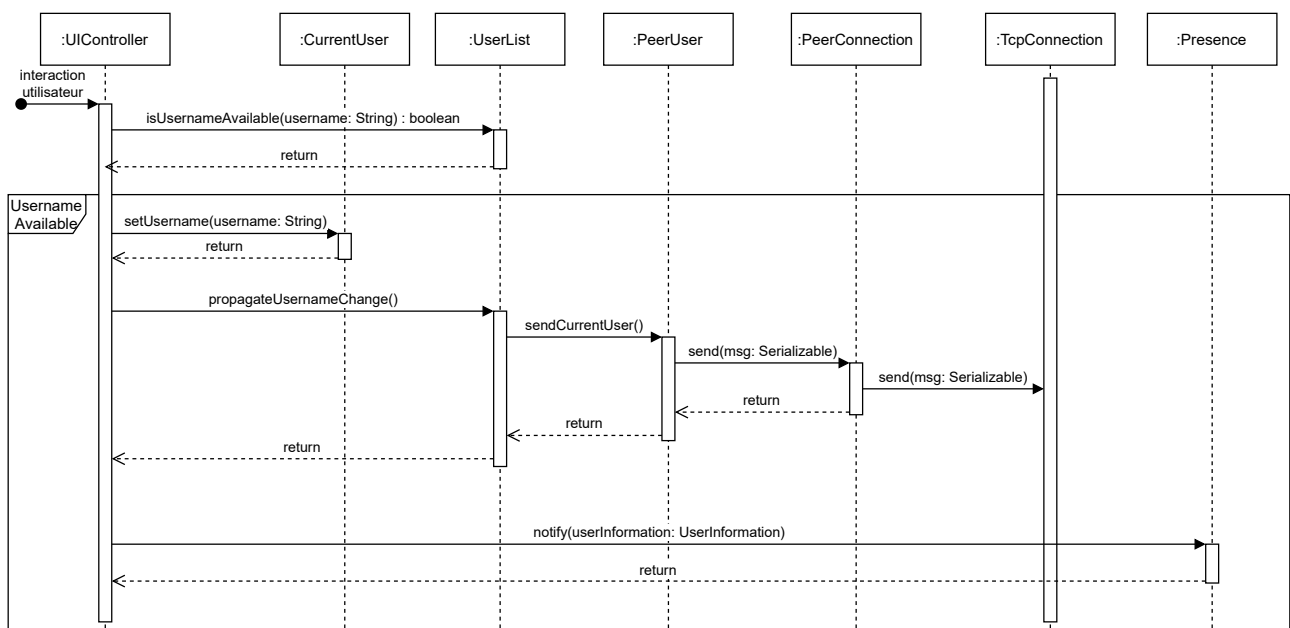 :UIController
:CurrentUser
:UserList
:PeerUser
:PeerConnection
:TcpConnection
:Presence
interaction
utilisateur
isUsernameAvailable(username: String) : boolean
return
Username
Available
setUsername(username: String)
return
propagateUsernameChange()
sendCurrentUser()
send(msg: Serializable)
send(msg: Serializable)
return
return
return
notify(userInformation: UserInformation)
return